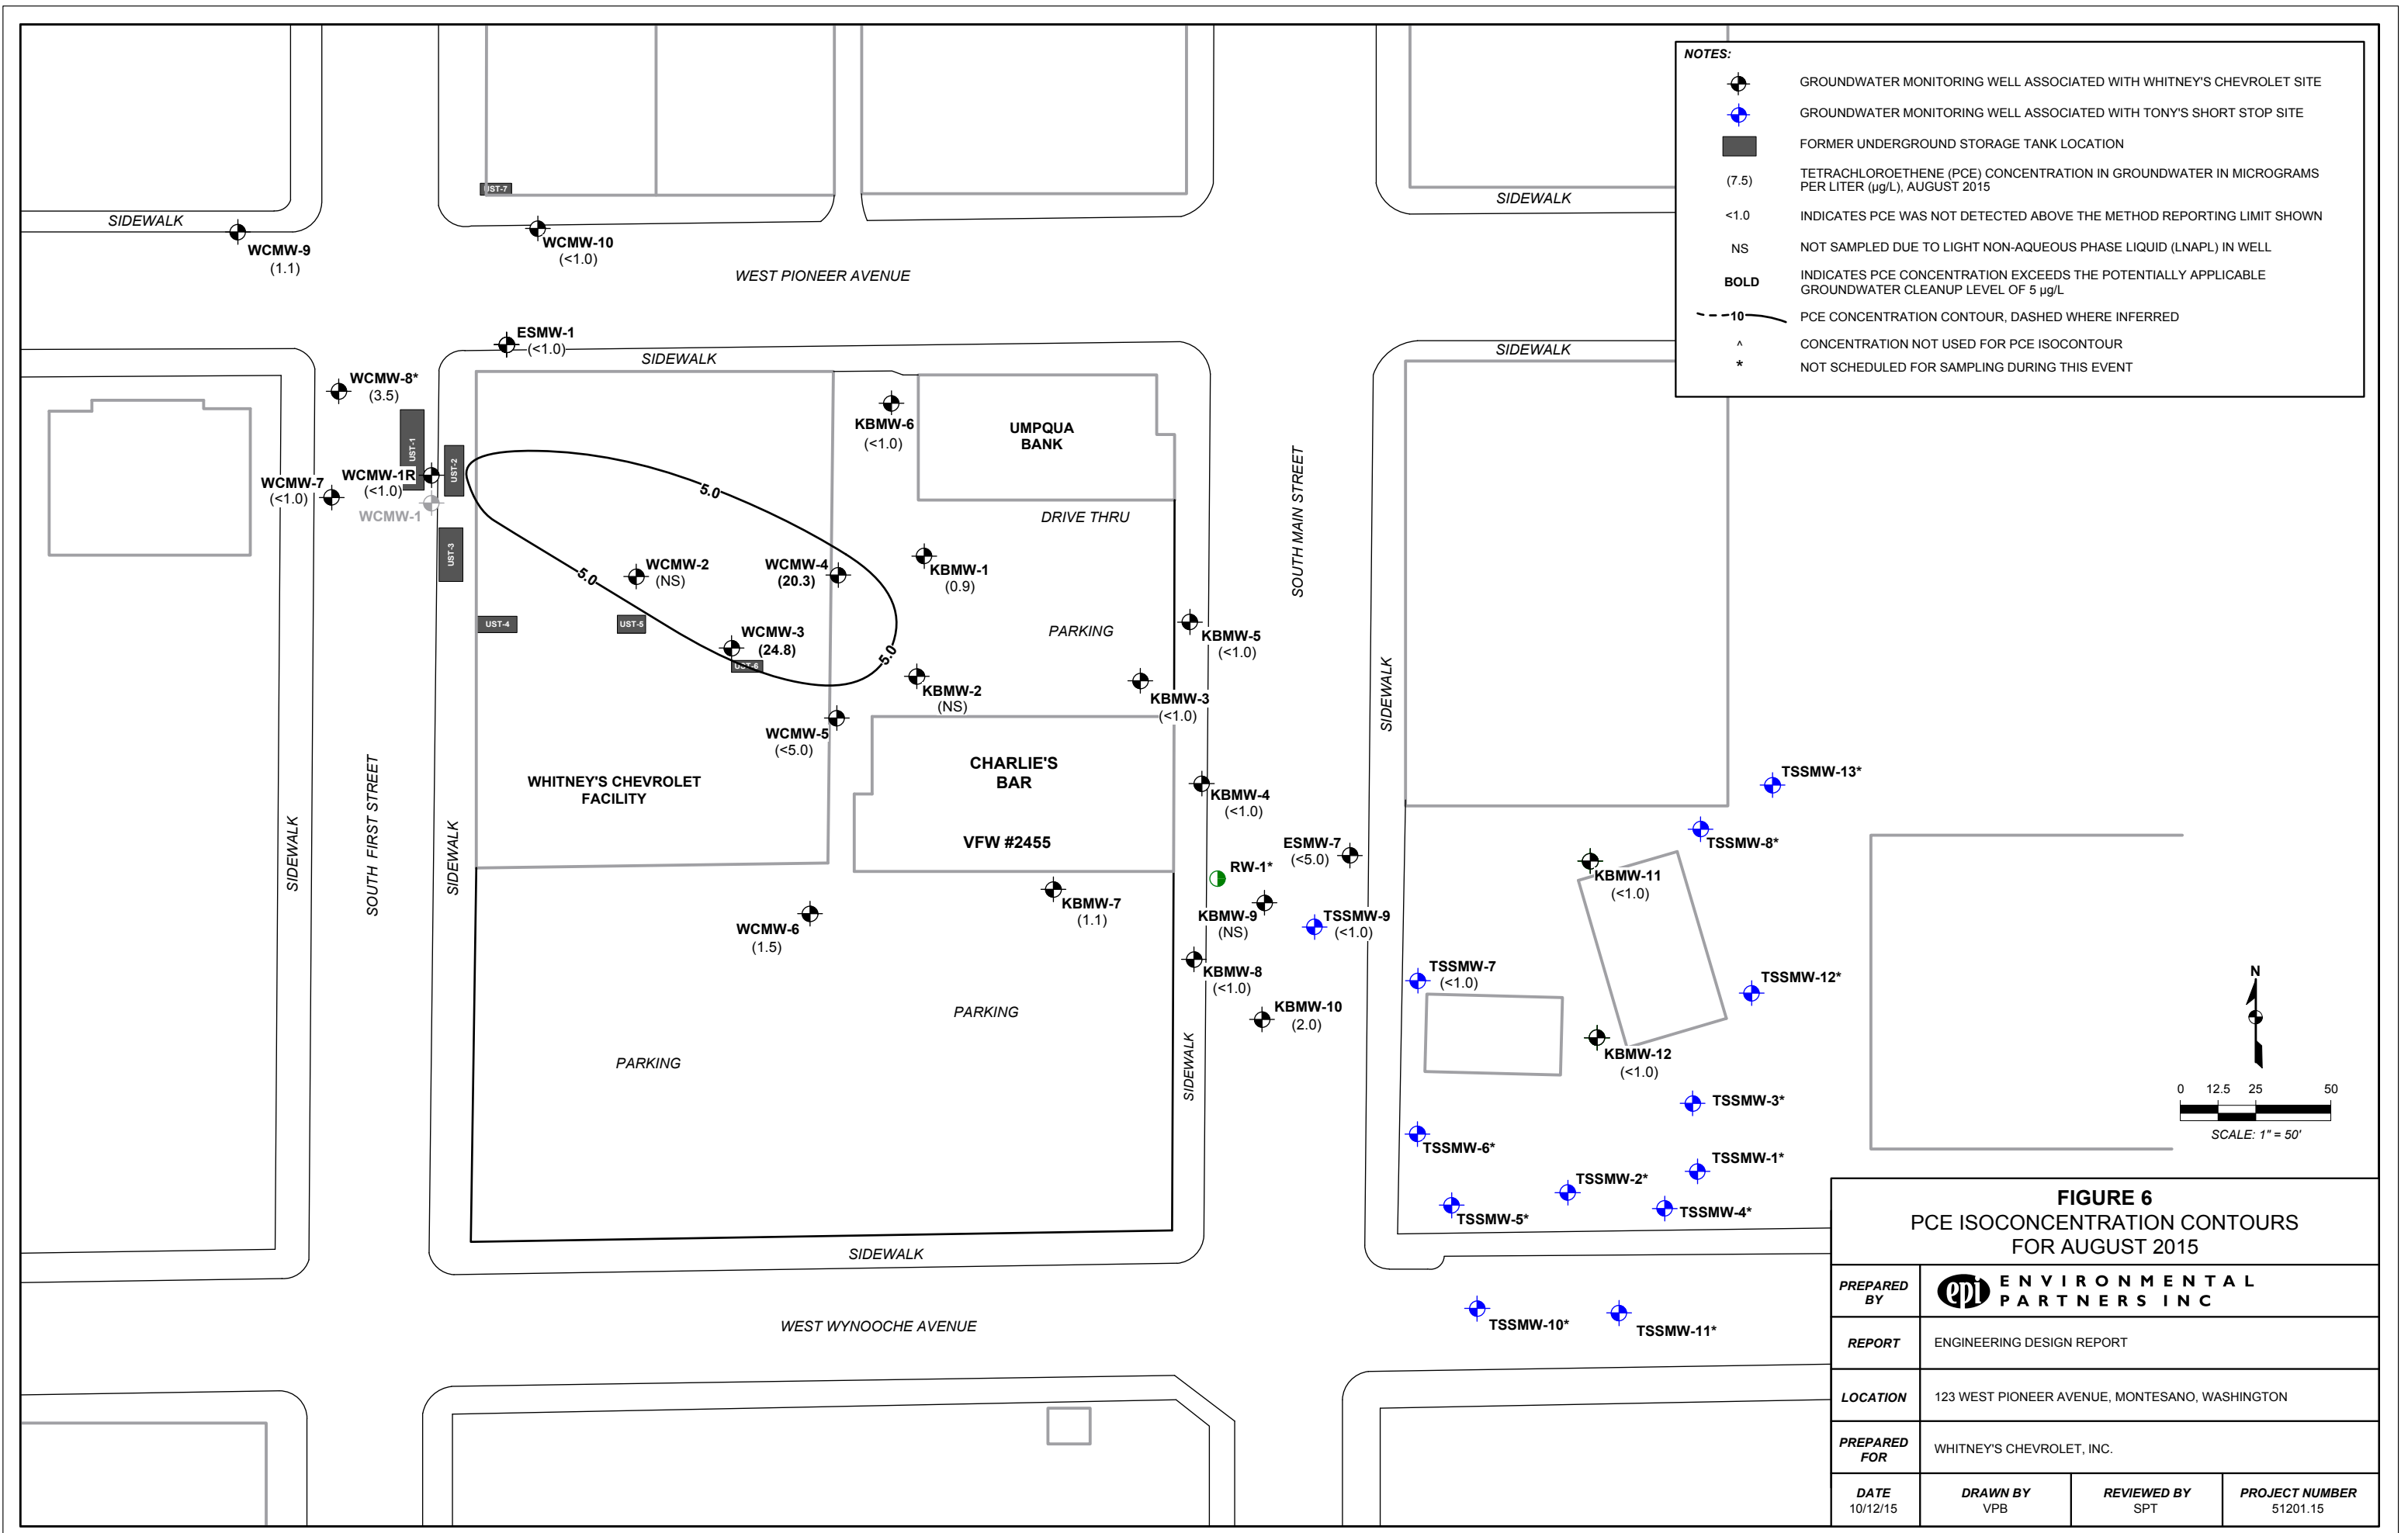 NOTES:
GROUNDWATER MONITORING WELL ASSOCIATED WITH WHITNEY'S CHEVROLET SITE
GROUNDWATER MONITORING WELL ASSOCIATED WITH TONY'S SHORT STOP SITE
FORMER UNDERGROUND STORAGE TANK LOCATION
(7.5) TETRACHLOROETHENE (PCE) CONCENTRATION IN GROUNDWATER IN MICROGRAMS
PER LITER (µg/L), AUGUST 2015
<1.0 INDICATES PCE WAS NOT DETECTED ABOVE THE METHOD REPORTING LIMIT SHOWN
NS NOT SAMPLED DUE TO LIGHT NON-AQUEOUS PHASE LIQUID (LNAPL) IN WELL
BOLD INDICATES PCE CONCENTRATION EXCEEDS THE POTENTIALLY APPLICABLE
GROUNDWATER CLEANUP LEVEL OF 5 µg/L
10 PCE CONCENTRATION CONTOUR, DASHED WHERE INFERRED
^ CONCENTRATION NOT USED FOR PCE ISOCONTOUR
* NOT SCHEDULED FOR SAMPLING DURING THIS EVENT
UST-7
SIDEWALK
SIDEWALK
WCMW-9
(1.1)
WCMW-10
(<1.0)
WEST PIONEER AVENUE
ESMW-1
(<1.0)
SIDEWALK
SIDEWALK
WCMW-8*
(3.5)
KBMW-6
(<1.0)
UMPQUA
BANK
UST-1
UST-2
WCMW-1R
(<1.0)
WCMW-7
(<1.0)
WCMW-1
5.0
DRIVE THRU
SOUTH MAIN STREET
UST-3
5.0
WCMW-2
(NS)
WCMW-4
(20.3)
KBMW-1
(0.9)
UST-4
UST-5
WCMW-3
(24.8)
UST-6
5.0
PARKING
KBMW-5
(<1.0)
KBMW-2
(NS)
KBMW-3
(<1.0)
SIDEWALK
WCMW-5
(<5.0)
WHITNEY'S CHEVROLET
FACILITY
CHARLIE'S
BAR
VFW #2455
KBMW-4
(<1.0)
TSSMW-13*
TSSMW-8*
SIDEWALK
SOUTH FIRST STREET
SIDEWALK
ESMW-7
(<5.0)
RW-1*
KBMW-11
(<1.0)
KBMW-7
(1.1)
KBMW-9
(NS)
TSSMW-9
(<1.0)
WCMW-6
(1.5)
KBMW-8
(<1.0)
TSSMW-7
(<1.0)
TSSMW-12*
PARKING
KBMW-10
(2.0)
N
PARKING
SIDEWALK
KBMW-12
(<1.0)
TSSMW-3*
0 12.5 25 50
SCALE: 1" = 50'
TSSMW-6*
TSSMW-1*
TSSMW-2*
TSSMW-5*
TSSMW-4*
SIDEWALK
WEST WYNOOCHE AVENUE
TSSMW-10*
TSSMW-11*
FIGURE 6
PCE ISOCONCENTRATION CONTOURS
FOR AUGUST 2015
PREPARED
BY
epi
ENVIRONMENTAL
PARTNERS INC
REPORT ENGINEERING DESIGN REPORT
LOCATION 123 WEST PIONEER AVENUE, MONTESANO, WASHINGTON
PREPARED
FOR
WHITNEY'S CHEVROLET, INC.
DATE DRAWN BY REVIEWED BY PROJECT NUMBER
10/12/15 VPB SPT 51201.15